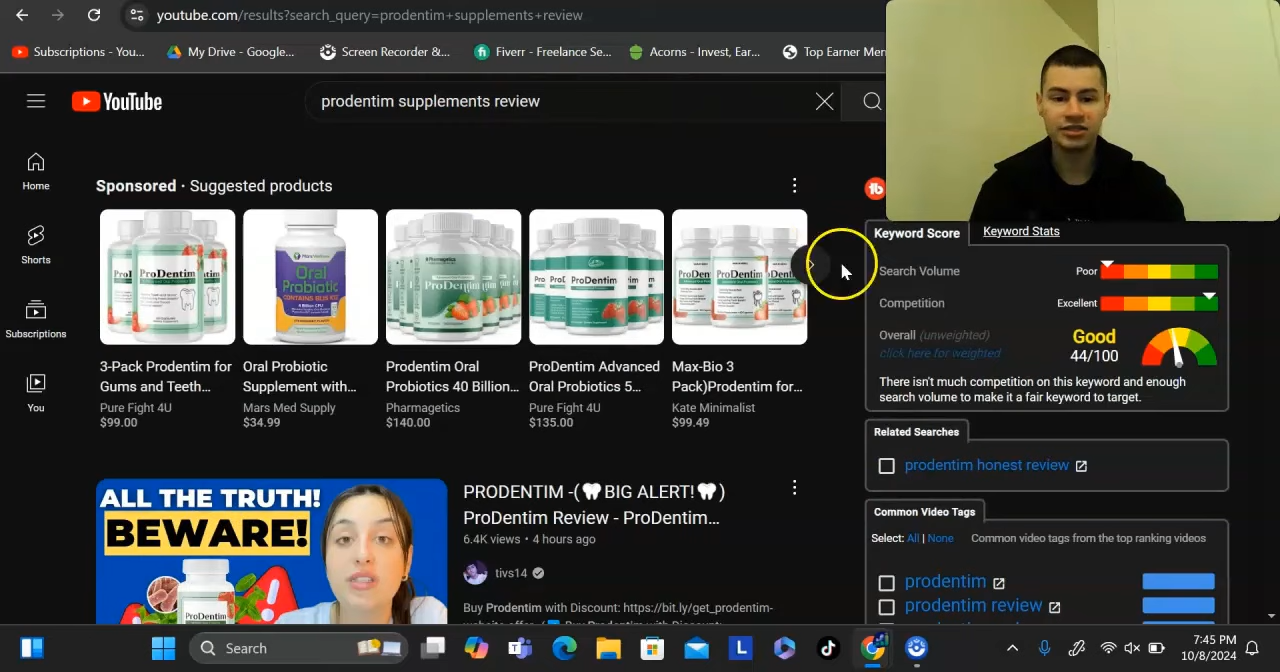 youtube.com/results?search_query=prodentim+supplements+review
Subscriptions - You...
My Drive - Google...
Screen Recorder &...
Fiverr - Freelance Se...
Acorns - Invest, Ear...
Top Earner Men
YouTube
prodentim supplements review
Home
Shorts
Subscriptions
You
Sponsored · Suggested products
3-Pack Prodentim for
Gums and Teeth...
Pure Fight 4U
$99.00
Oral Probiotic
Supplement with...
Mars Med Supply
$34.99
Prodentim Oral
Probiotics 40 Billion...
Pharmagetics
$140.00
ProDentim Advanced
Oral Probiotics 5...
Pure Fight 4U
$135.00
Max-Bio 3
Pack)Prodentim for...
Kate Minimalist
$99.49
ProDentim
Oral
Probiotic
ProDentim
ProDentim
ProDentim
ALL THE TRUTH!
BEWARE!
ProDentim
PRODENTIM -(🦷BIG ALERT!🦷)
ProDentim Review - ProDentim...
6.4K views · 4 hours ago
tivs14
Buy Prodentim with Discount: https://bit.ly/get_prodentim-
tb
Keyword Score
Keyword Stats
Search Volume
Poor
Competition
Excellent
Overall (unweighted)
click here for weighted
Good
44/100
There isn't much competition on this keyword and enough
search volume to make it a fair keyword to target.
Related Searches
prodentim honest review
Common Video Tags
Select: All | None
Common video tags from the top ranking videos
prodentim
prodentim review
Search
7:45 PM
10/8/2024